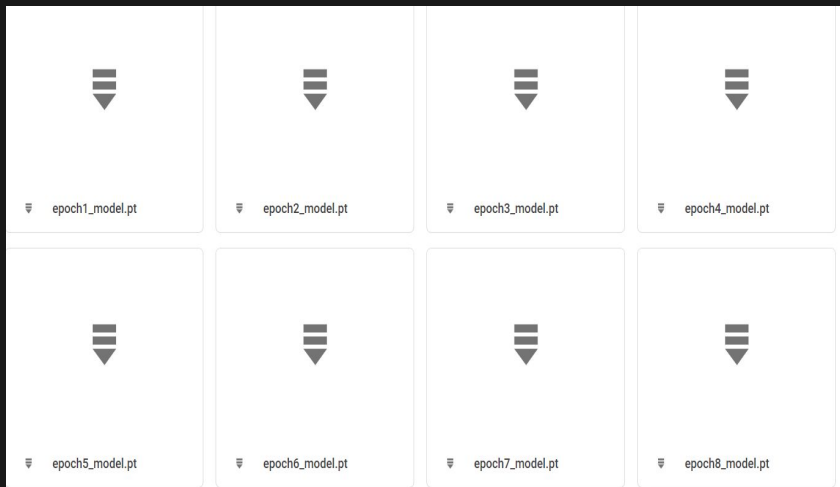 epoch1_model.pt
epoch2_model.pt
epoch3_model.pt
epoch4_model.pt
epoch5_model.pt
epoch6_model.pt
epoch7_model.pt
epoch8_model.pt